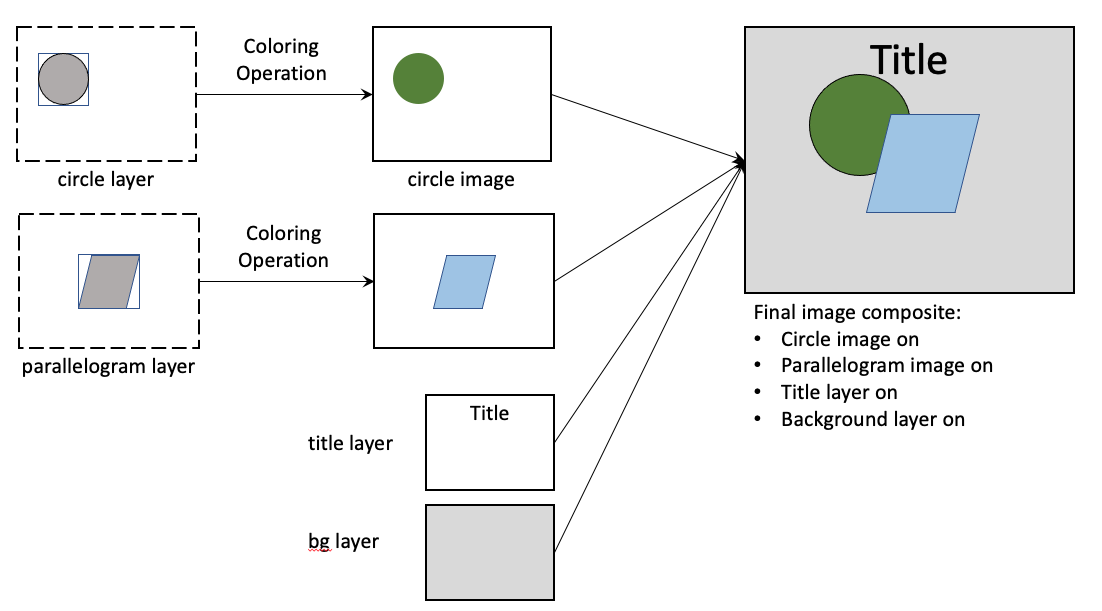 Coloring
Operation
Title
circle layer
circle image
Coloring
Operation
Final image composite:
• Circle image on
• Parallelogram image on
• Title layer on
• Background layer on
parallelogram layer
Title
title layer
bg layer